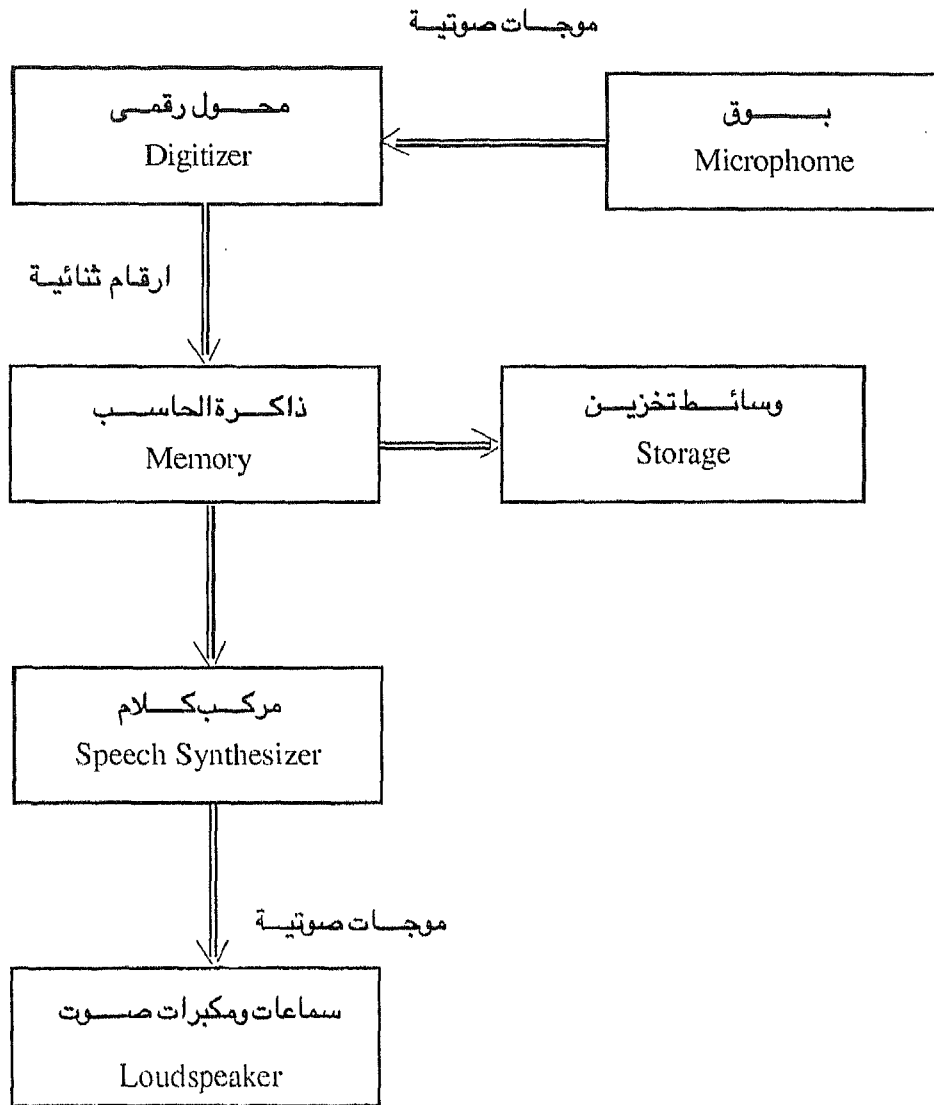 موجات صوتية
بوق
Microphome
محول رقمى
Digitizer
ارقام ثنائية
ذاكرة الحاسب
Memory
وسائط تخزين
Storage
مركب كلام
Speech Synthesizer
موجات صوتية
سماعات ومكبرات صوت
Loudspeaker